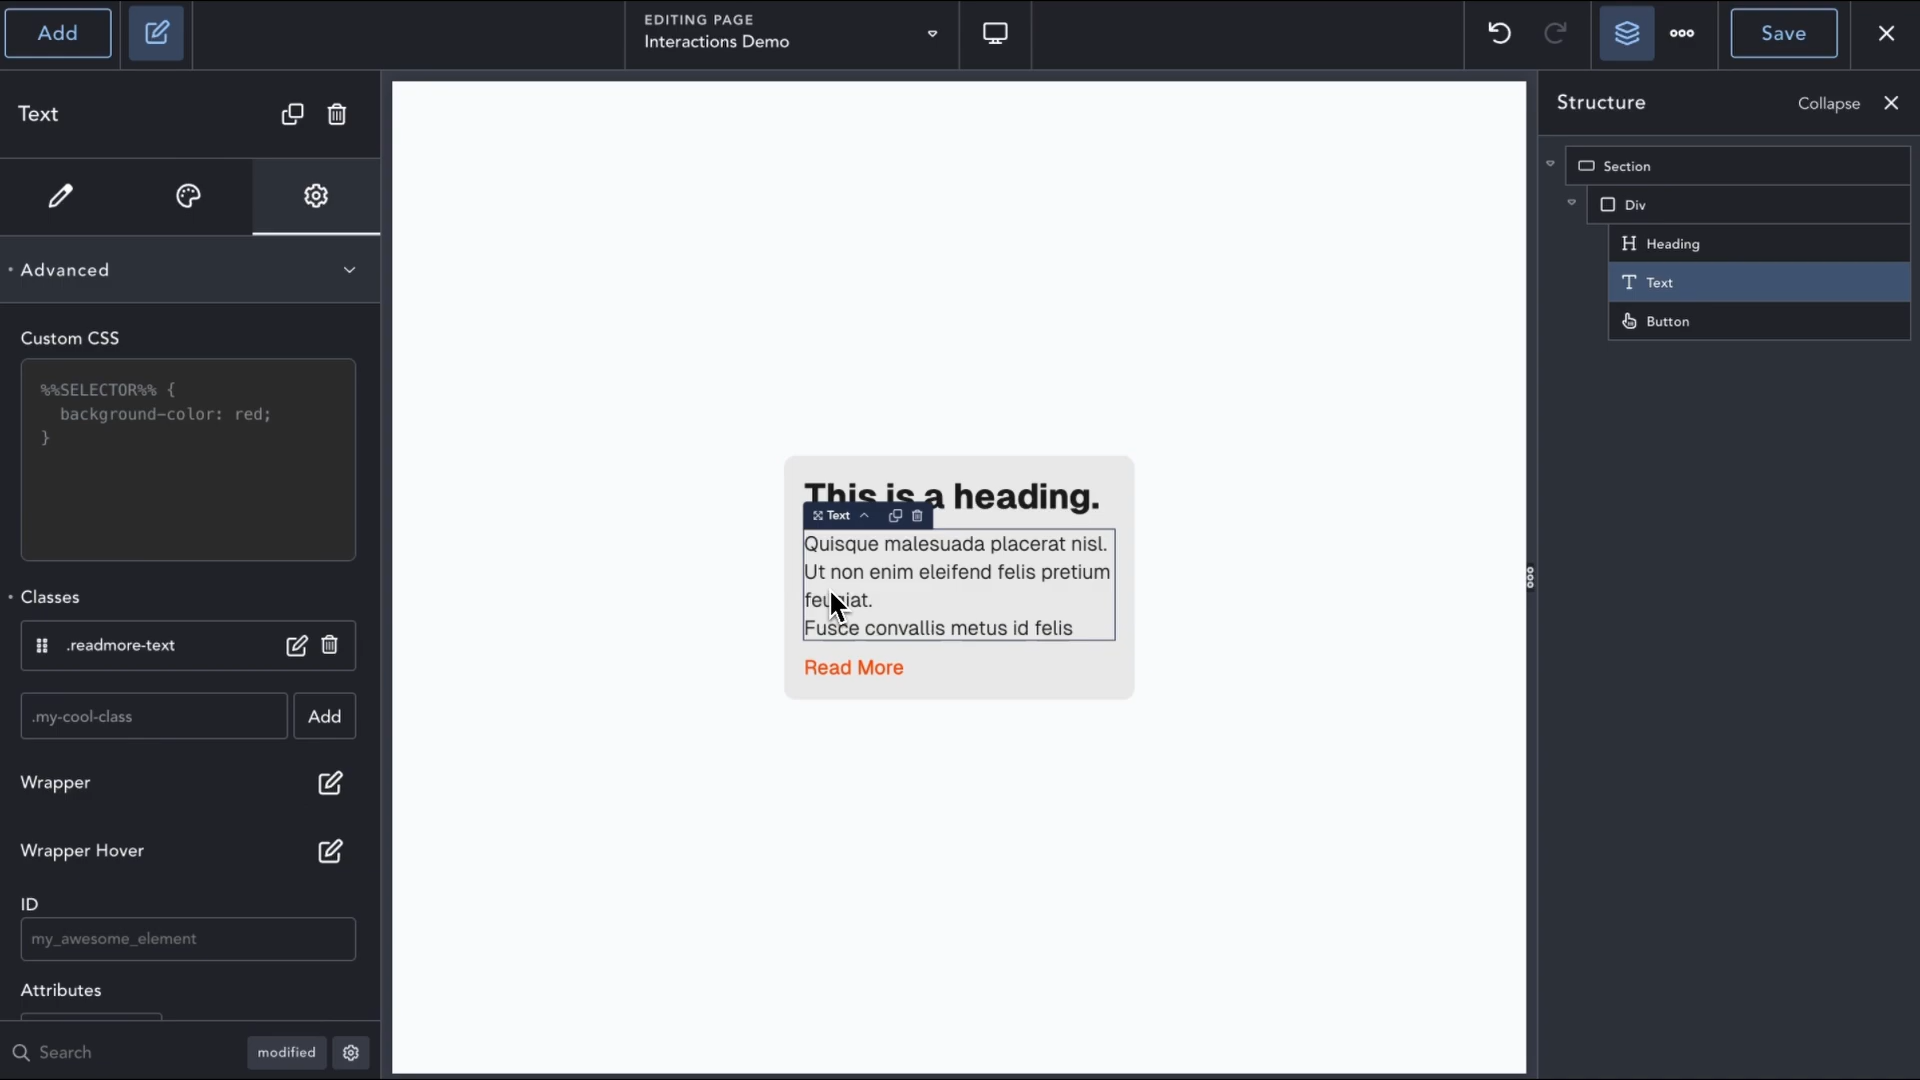 Add
EDITING PAGE
Interactions Demo
Save
Text
Advanced
Custom CSS
%%SELECTOR%% {
background-color: red;
}
Classes
.readmore-text
.my-cool-class
Add
Wrapper
Wrapper Hover
ID
my_awesome_element
Attributes
Search
modified
This is a heading.
Text
Quisque malesuada placerat nisl.
Ut non enim eleifend felis pretium
feugiat.
Fusce convallis metus id felis
Read More
Structure
Collapse
Section
Div
Heading
Text
Button